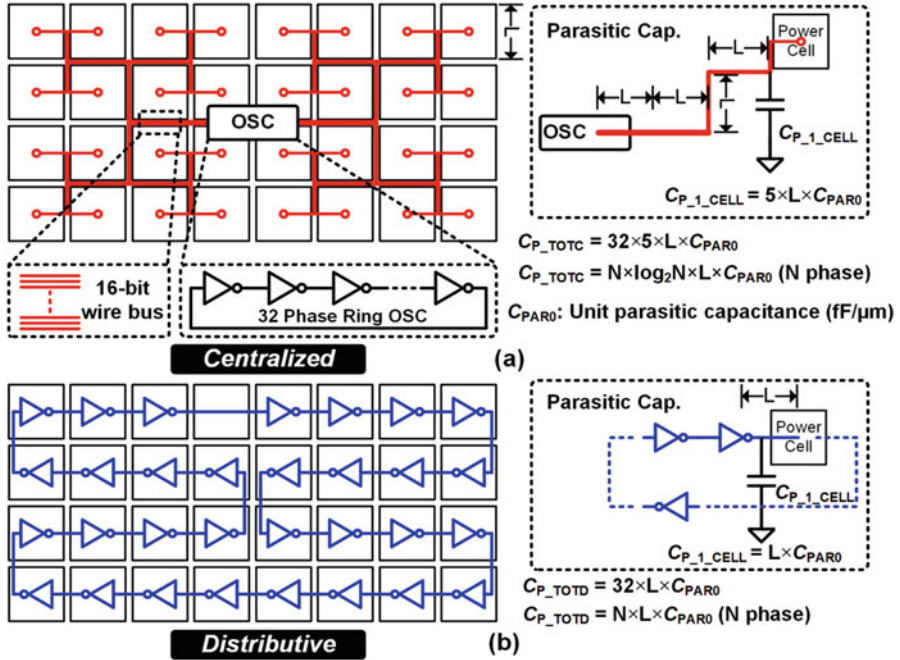 L
Parasitic Cap.
Power
Cell
L
L
L
L
OSC
OSC
C_P_1_CELL
C_P_1_CELL = 5×L×C_PAR0
C_P_TOTC = 32×5×L×C_PAR0
C_P_TOTC = N×log₂N×L×C_PAR0 (N phase)
C_PAR0: Unit parasitic capacitance (fF/µm)
16-bit
wire bus
32 Phase Ring OSC
Centralized
(a)
Parasitic Cap.
L
Power
Cell
C_P_1_CELL
C_P_1_CELL = L×C_PAR0
C_P_TOTD = 32×L×C_PAR0
C_P_TOTD = N×L×C_PAR0 (N phase)
Distributive
(b)